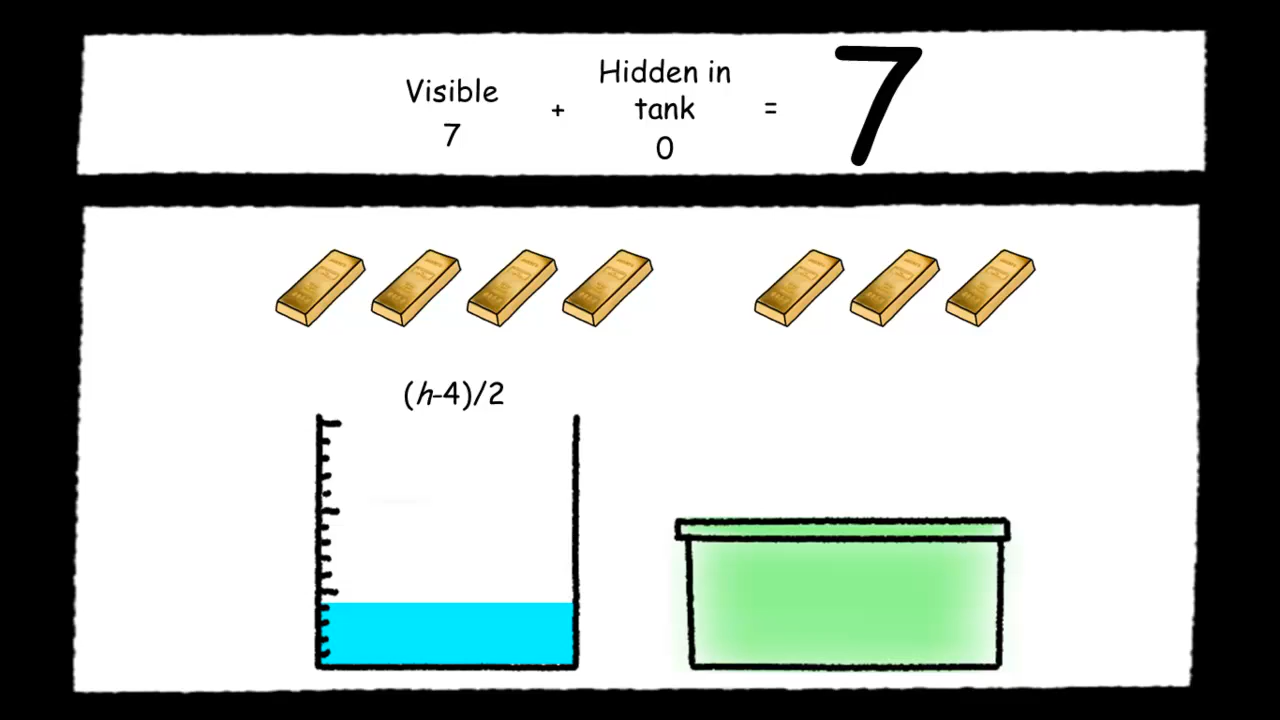 Visible
7
+
Hidden in
tank
0
=
7
(h-4)/2